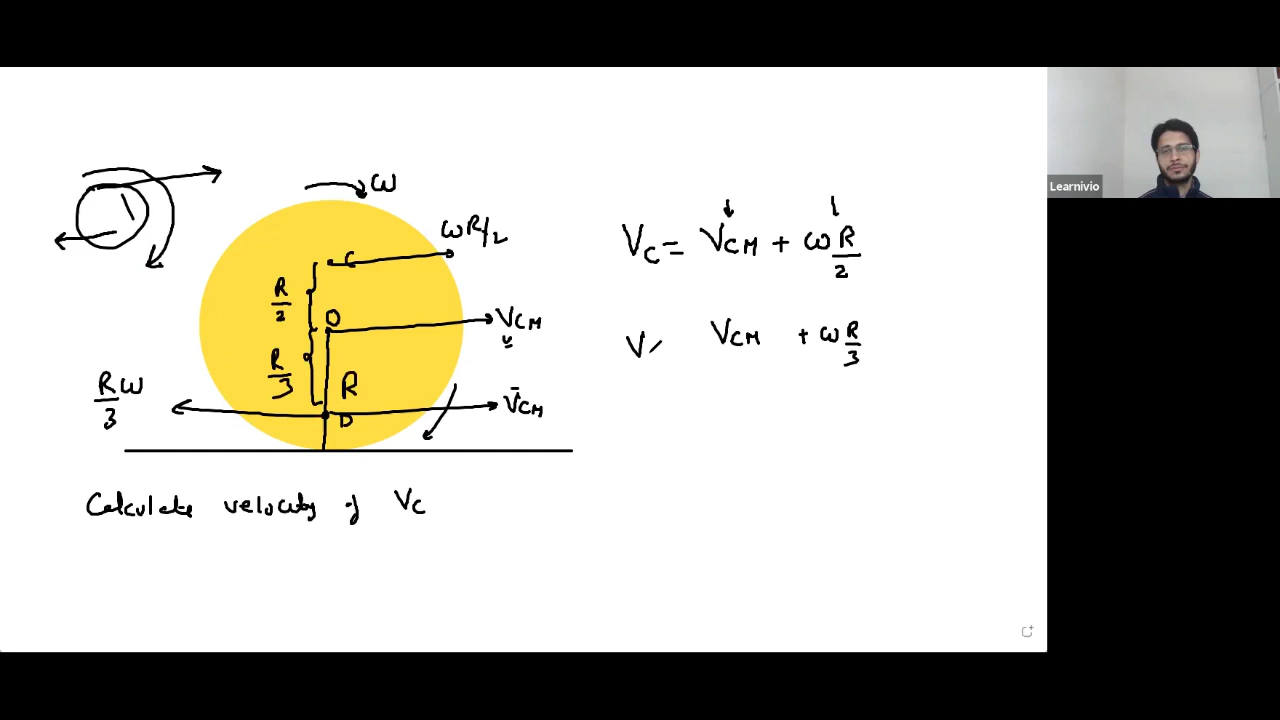 ω
ωR/2
C
R/2
O
VCM
R/3
R
Rω/3
D
V̄CM
Calculate velocity of VC
VC = VCM + ωR/2
V VCM + ωR/3
Learnivio